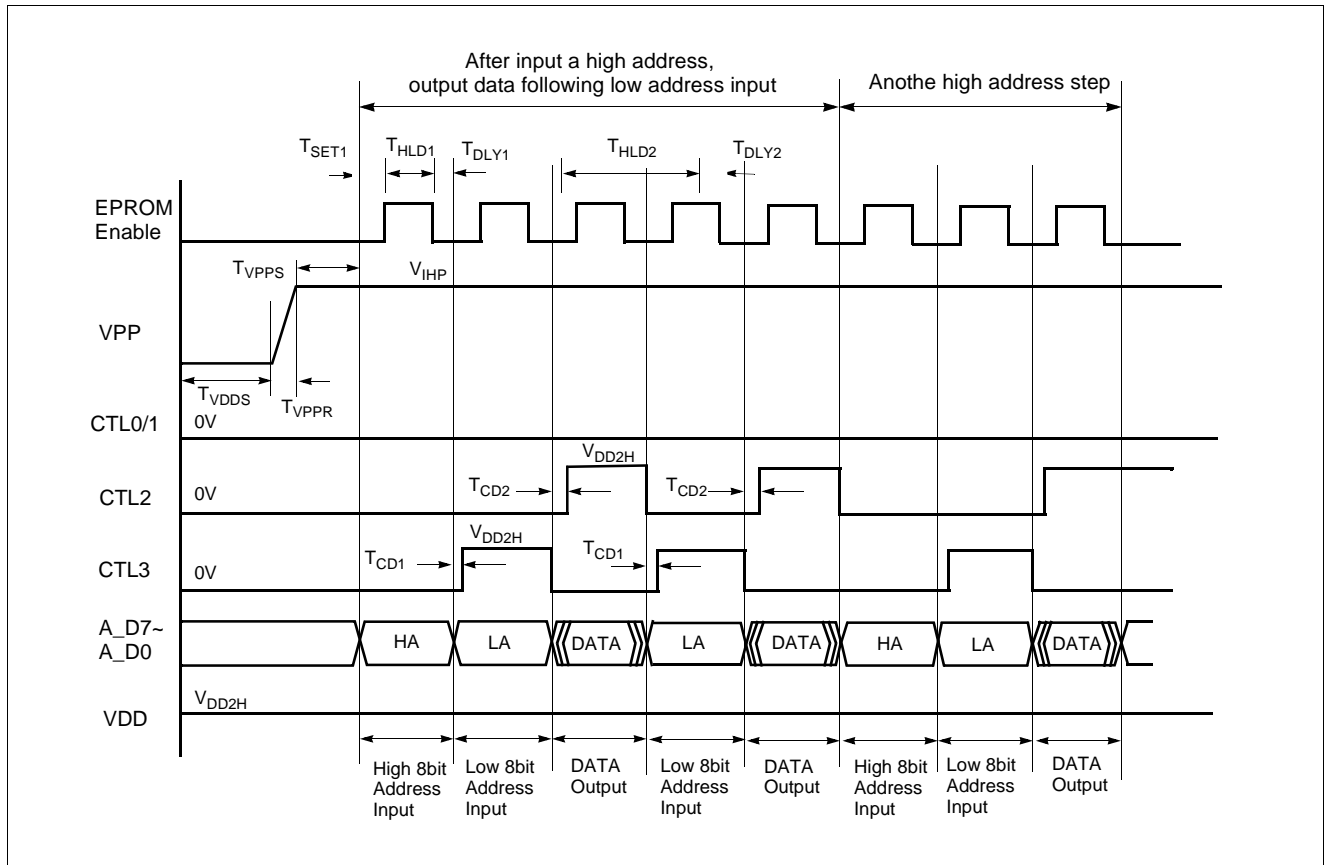 After input a high address,
output data following low address input
Anothe high address step
TSET1
THLD1
TDLY1
THLD2
TDLY2
EPROM
Enable
TVPPS
VIHP
VPP
TVDDS
TVPPR
CTL0/1
0V
VDD2H
CTL2
0V
TCD2
TCD2
VDD2H
CTL3
0V
TCD1
TCD1
A_D7~
A_D0
HA
LA
DATA
LA
DATA
HA
LA
DATA
VDD2H
VDD
High 8bit
Address
Input
Low 8bit
Address
Input
DATA
Output
Low 8bit
Address
Input
DATA
Output
High 8bit
Address
Input
Low 8bit
Address
Input
DATA
Output